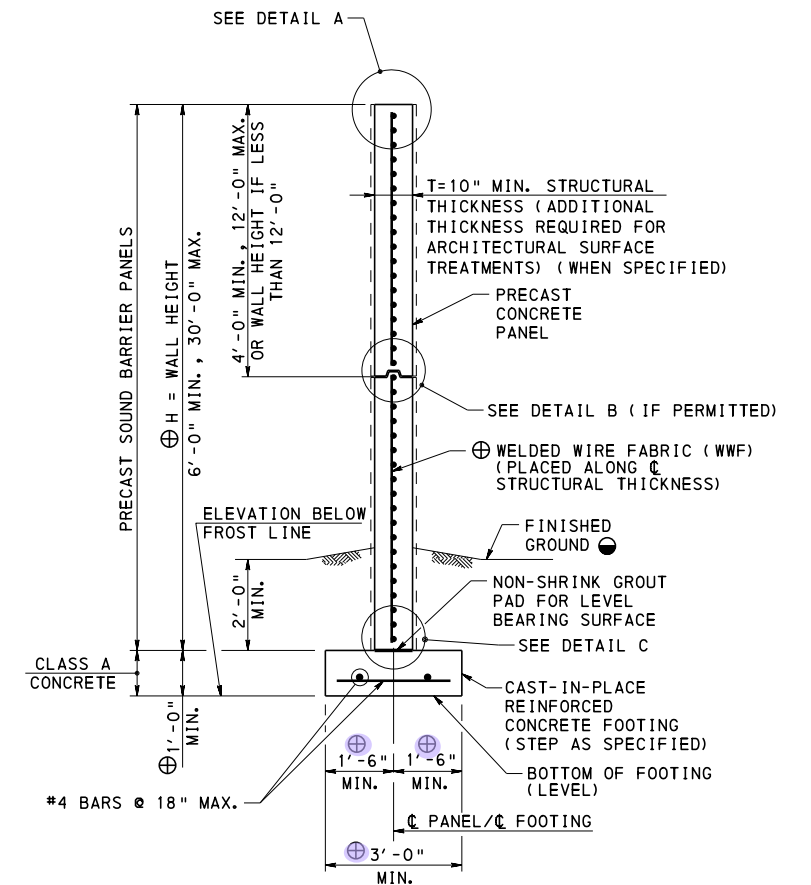 SEE DETAIL A
PRECAST SOUND BARRIER PANELS
⊕ H = WALL HEIGHT
6'-0" MIN., 30'-0" MAX.
4'-0" MIN., 12'-0" MAX.
OR WALL HEIGHT IF LESS
THAN 12'-0"
T=10" MIN. STRUCTURAL
THICKNESS (ADDITIONAL
THICKNESS REQUIRED FOR
ARCHITECTURAL SURFACE
TREATMENTS) (WHEN SPECIFIED)
PRECAST
CONCRETE
PANEL
SEE DETAIL B (IF PERMITTED)
⊕ WELDED WIRE FABRIC (WWF)
(PLACED ALONG ℄
STRUCTURAL THICKNESS)
ELEVATION BELOW
FROST LINE
FINISHED
GROUND
2'-0"
MIN.
NON-SHRINK GROUT
PAD FOR LEVEL
BEARING SURFACE
SEE DETAIL C
CLASS A
CONCRETE
⊕1'-0"
MIN.
CAST-IN-PLACE
REINFORCED
CONCRETE FOOTING
(STEP AS SPECIFIED)
⊕ ⊕
1'-6" 1'-6"
MIN. MIN.
BOTTOM OF FOOTING
(LEVEL)
#4 BARS @ 18" MAX.
℄ PANEL/℄ FOOTING
⊕ 3'-0"
MIN.